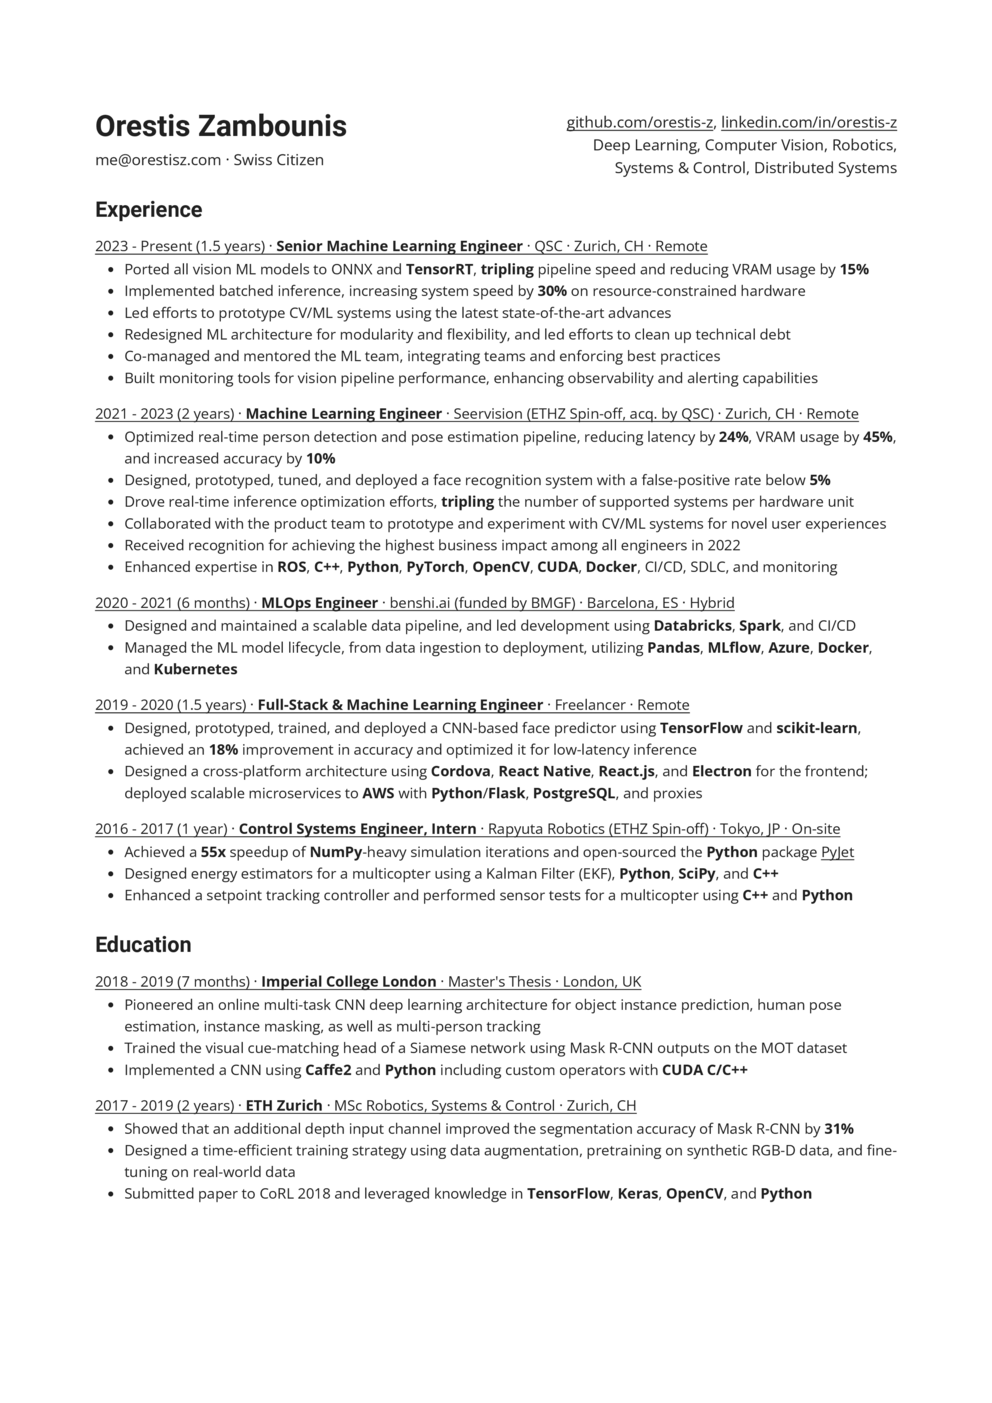 Orestis Zambounis
me@orestisz.com · Swiss Citizen
github.com/orestis-z, linkedin.com/in/orestis-z
Deep Learning, Computer Vision, Robotics,
Systems & Control, Distributed Systems
Experience
2023 - Present (1.5 years) · Senior Machine Learning Engineer · QSC · Zurich, CH · Remote
• Ported all vision ML models to ONNX and TensorRT, tripling pipeline speed and reducing VRAM usage by 15%
• Implemented batched inference, increasing system speed by 30% on resource-constrained hardware
• Led efforts to prototype CV/ML systems using the latest state-of-the-art advances
• Redesigned ML architecture for modularity and flexibility, and led efforts to clean up technical debt
• Co-managed and mentored the ML team, integrating teams and enforcing best practices
• Built monitoring tools for vision pipeline performance, enhancing observability and alerting capabilities
2021 - 2023 (2 years) · Machine Learning Engineer · Seervision (ETHZ Spin-off, acq. by QSC) · Zurich, CH · Remote
• Optimized real-time person detection and pose estimation pipeline, reducing latency by 24%, VRAM usage by 45%,
and increased accuracy by 10%
• Designed, prototyped, tuned, and deployed a face recognition system with a false-positive rate below 5%
• Drove real-time inference optimization efforts, tripling the number of supported systems per hardware unit
• Collaborated with the product team to prototype and experiment with CV/ML systems for novel user experiences
• Received recognition for achieving the highest business impact among all engineers in 2022
• Enhanced expertise in ROS, C++, Python, PyTorch, OpenCV, CUDA, Docker, CI/CD, SDLC, and monitoring
2020 - 2021 (6 months) · MLOps Engineer · benshi.ai (funded by BMGF) · Barcelona, ES · Hybrid
• Designed and maintained a scalable data pipeline, and led development using Databricks, Spark, and CI/CD
• Managed the ML model lifecycle, from data ingestion to deployment, utilizing Pandas, MLflow, Azure, Docker,
and Kubernetes
2019 - 2020 (1.5 years) · Full-Stack & Machine Learning Engineer · Freelancer · Remote
• Designed, prototyped, trained, and deployed a CNN-based face predictor using TensorFlow and scikit-learn,
achieved an 18% improvement in accuracy and optimized it for low-latency inference
• Designed a cross-platform architecture using Cordova, React Native, React.js, and Electron for the frontend;
deployed scalable microservices to AWS with Python/Flask, PostgreSQL, and proxies
2016 - 2017 (1 year) · Control Systems Engineer, Intern · Rapyuta Robotics (ETHZ Spin-off) · Tokyo, JP · On-site
• Achieved a 55x speedup of NumPy-heavy simulation iterations and open-sourced the Python package PyJet
• Designed energy estimators for a multicopter using a Kalman Filter (EKF), Python, SciPy, and C++
• Enhanced a setpoint tracking controller and performed sensor tests for a multicopter using C++ and Python
Education
2018 - 2019 (7 months) · Imperial College London · Master's Thesis · London, UK
• Pioneered an online multi-task CNN deep learning architecture for object instance prediction, human pose
estimation, instance masking, as well as multi-person tracking
• Trained the visual cue-matching head of a Siamese network using Mask R-CNN outputs on the MOT dataset
• Implemented a CNN using Caffe2 and Python including custom operators with CUDA C/C++
2017 - 2019 (2 years) · ETH Zurich · MSc Robotics, Systems & Control · Zurich, CH
• Showed that an additional depth input channel improved the segmentation accuracy of Mask R-CNN by 31%
• Designed a time-efficient training strategy using data augmentation, pretraining on synthetic RGB-D data, and fine-
tuning on real-world data
• Submitted paper to CoRL 2018 and leveraged knowledge in TensorFlow, Keras, OpenCV, and Python